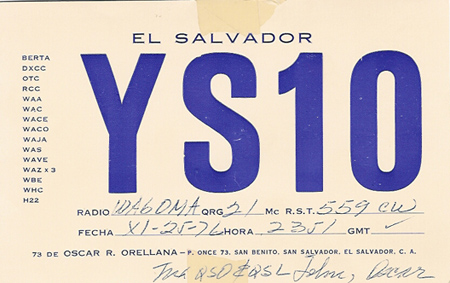 EL SALVADOR
YS1O
BERTA
DXCC
OTC
RCC
WAA
WAC
WACE
WACO
WAJA
WAS
WAVE
WAZ x 3
WBE
WHC
H22
RADIO WA6OMA QRG 21 Mc R.S.T. 559 cw
FECHA XI-25-76 HORA 2351 GMT ✓
73 DE OSCAR R. ORELLANA - P. ONCE 73, SAN BENITO, SAN SALVADOR, EL SALVADOR, C. A.
Tnx QSO & QSL John, Oscar